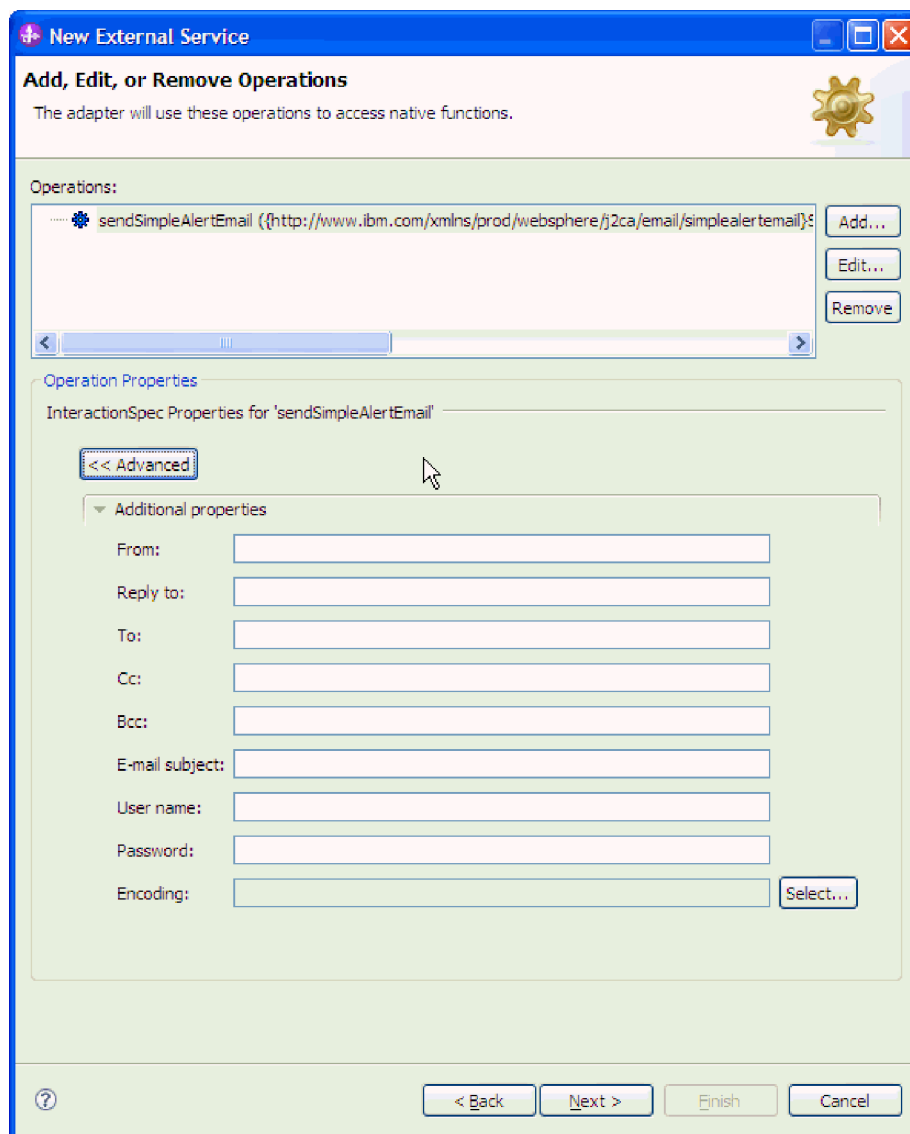 New External Service
Add, Edit, or Remove Operations
The adapter will use these operations to access native functions.
Operations:
sendSimpleAlertEmail ({http://www.ibm.com/xmlns/prod/websphere/j2ca/email/simplealertemail}S
Add...
Edit...
Remove
Operation Properties
InteractionSpec Properties for 'sendSimpleAlertEmail'
<< Advanced
Additional properties
From:
Reply to:
To:
Cc:
Bcc:
E-mail subject:
User name:
Password:
Encoding:
Select...
< Back
Next >
Finish
Cancel